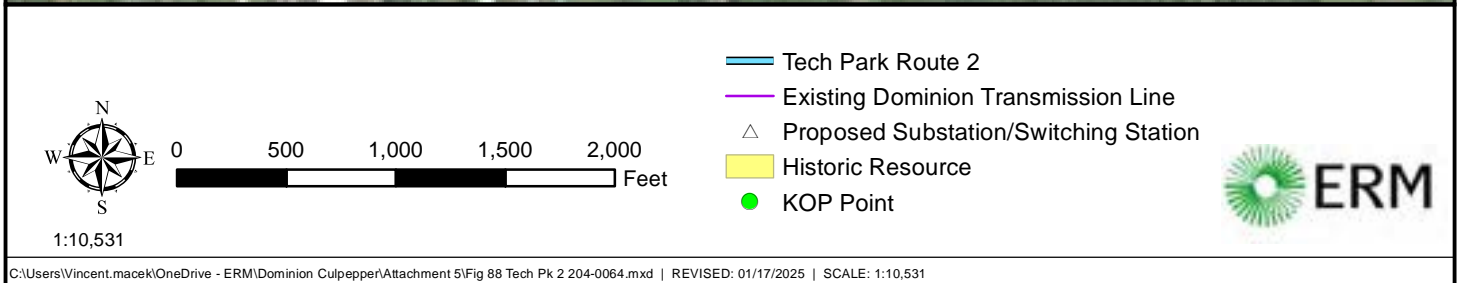 N
W E
S
0 500 1,000 1,500 2,000
Feet
1:10,531
Tech Park Route 2
Existing Dominion Transmission Line
Proposed Substation/Switching Station
Historic Resource
KOP Point
ERM
C:\Users\Vincent.macek\OneDrive - ERM\Dominion Culpepper\Attachment 5\Fig 88 Tech Pk 2 204-0064.mxd | REVISED: 01/17/2025 | SCALE: 1:10,531